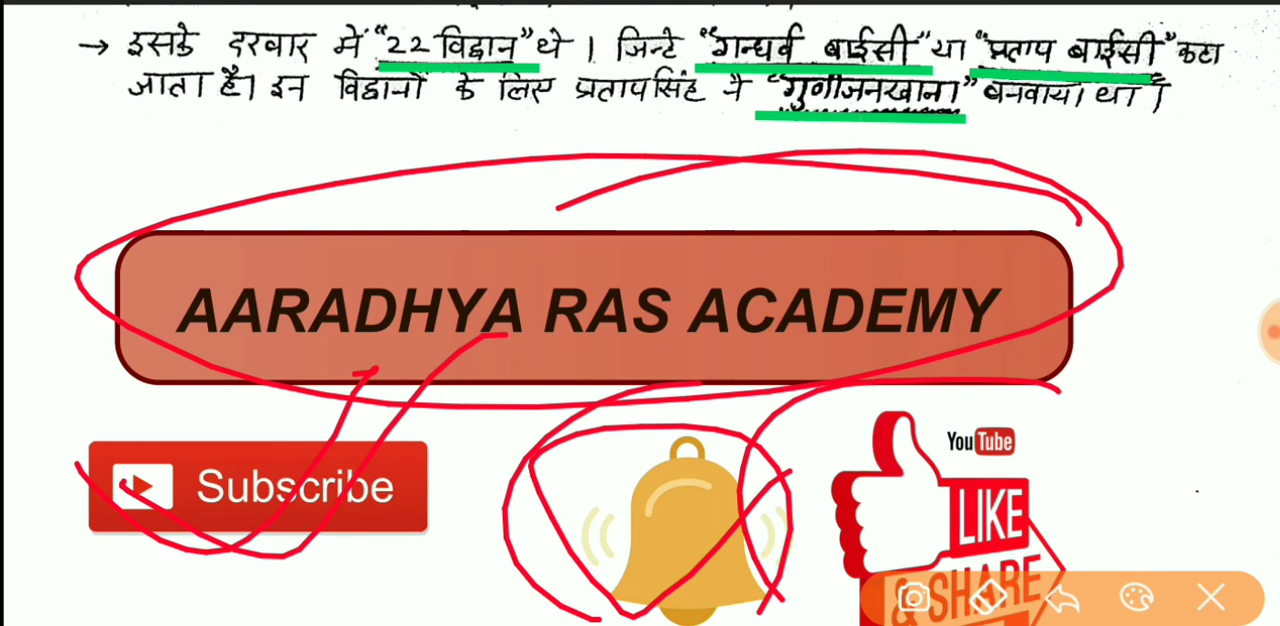 → इसके दरबार में "22 विद्वान" थे । जिन्हे "गन्धर्व बाईसी" या "प्रताप बाईसी" कहा
जाता है। इन विद्वानों के लिए प्रतापसिंह ने "गुणीजनखाना" बनवाया था ।
AARADHYA RAS ACADEMY
Subscribe
YouTube
LIKE
& SHARE